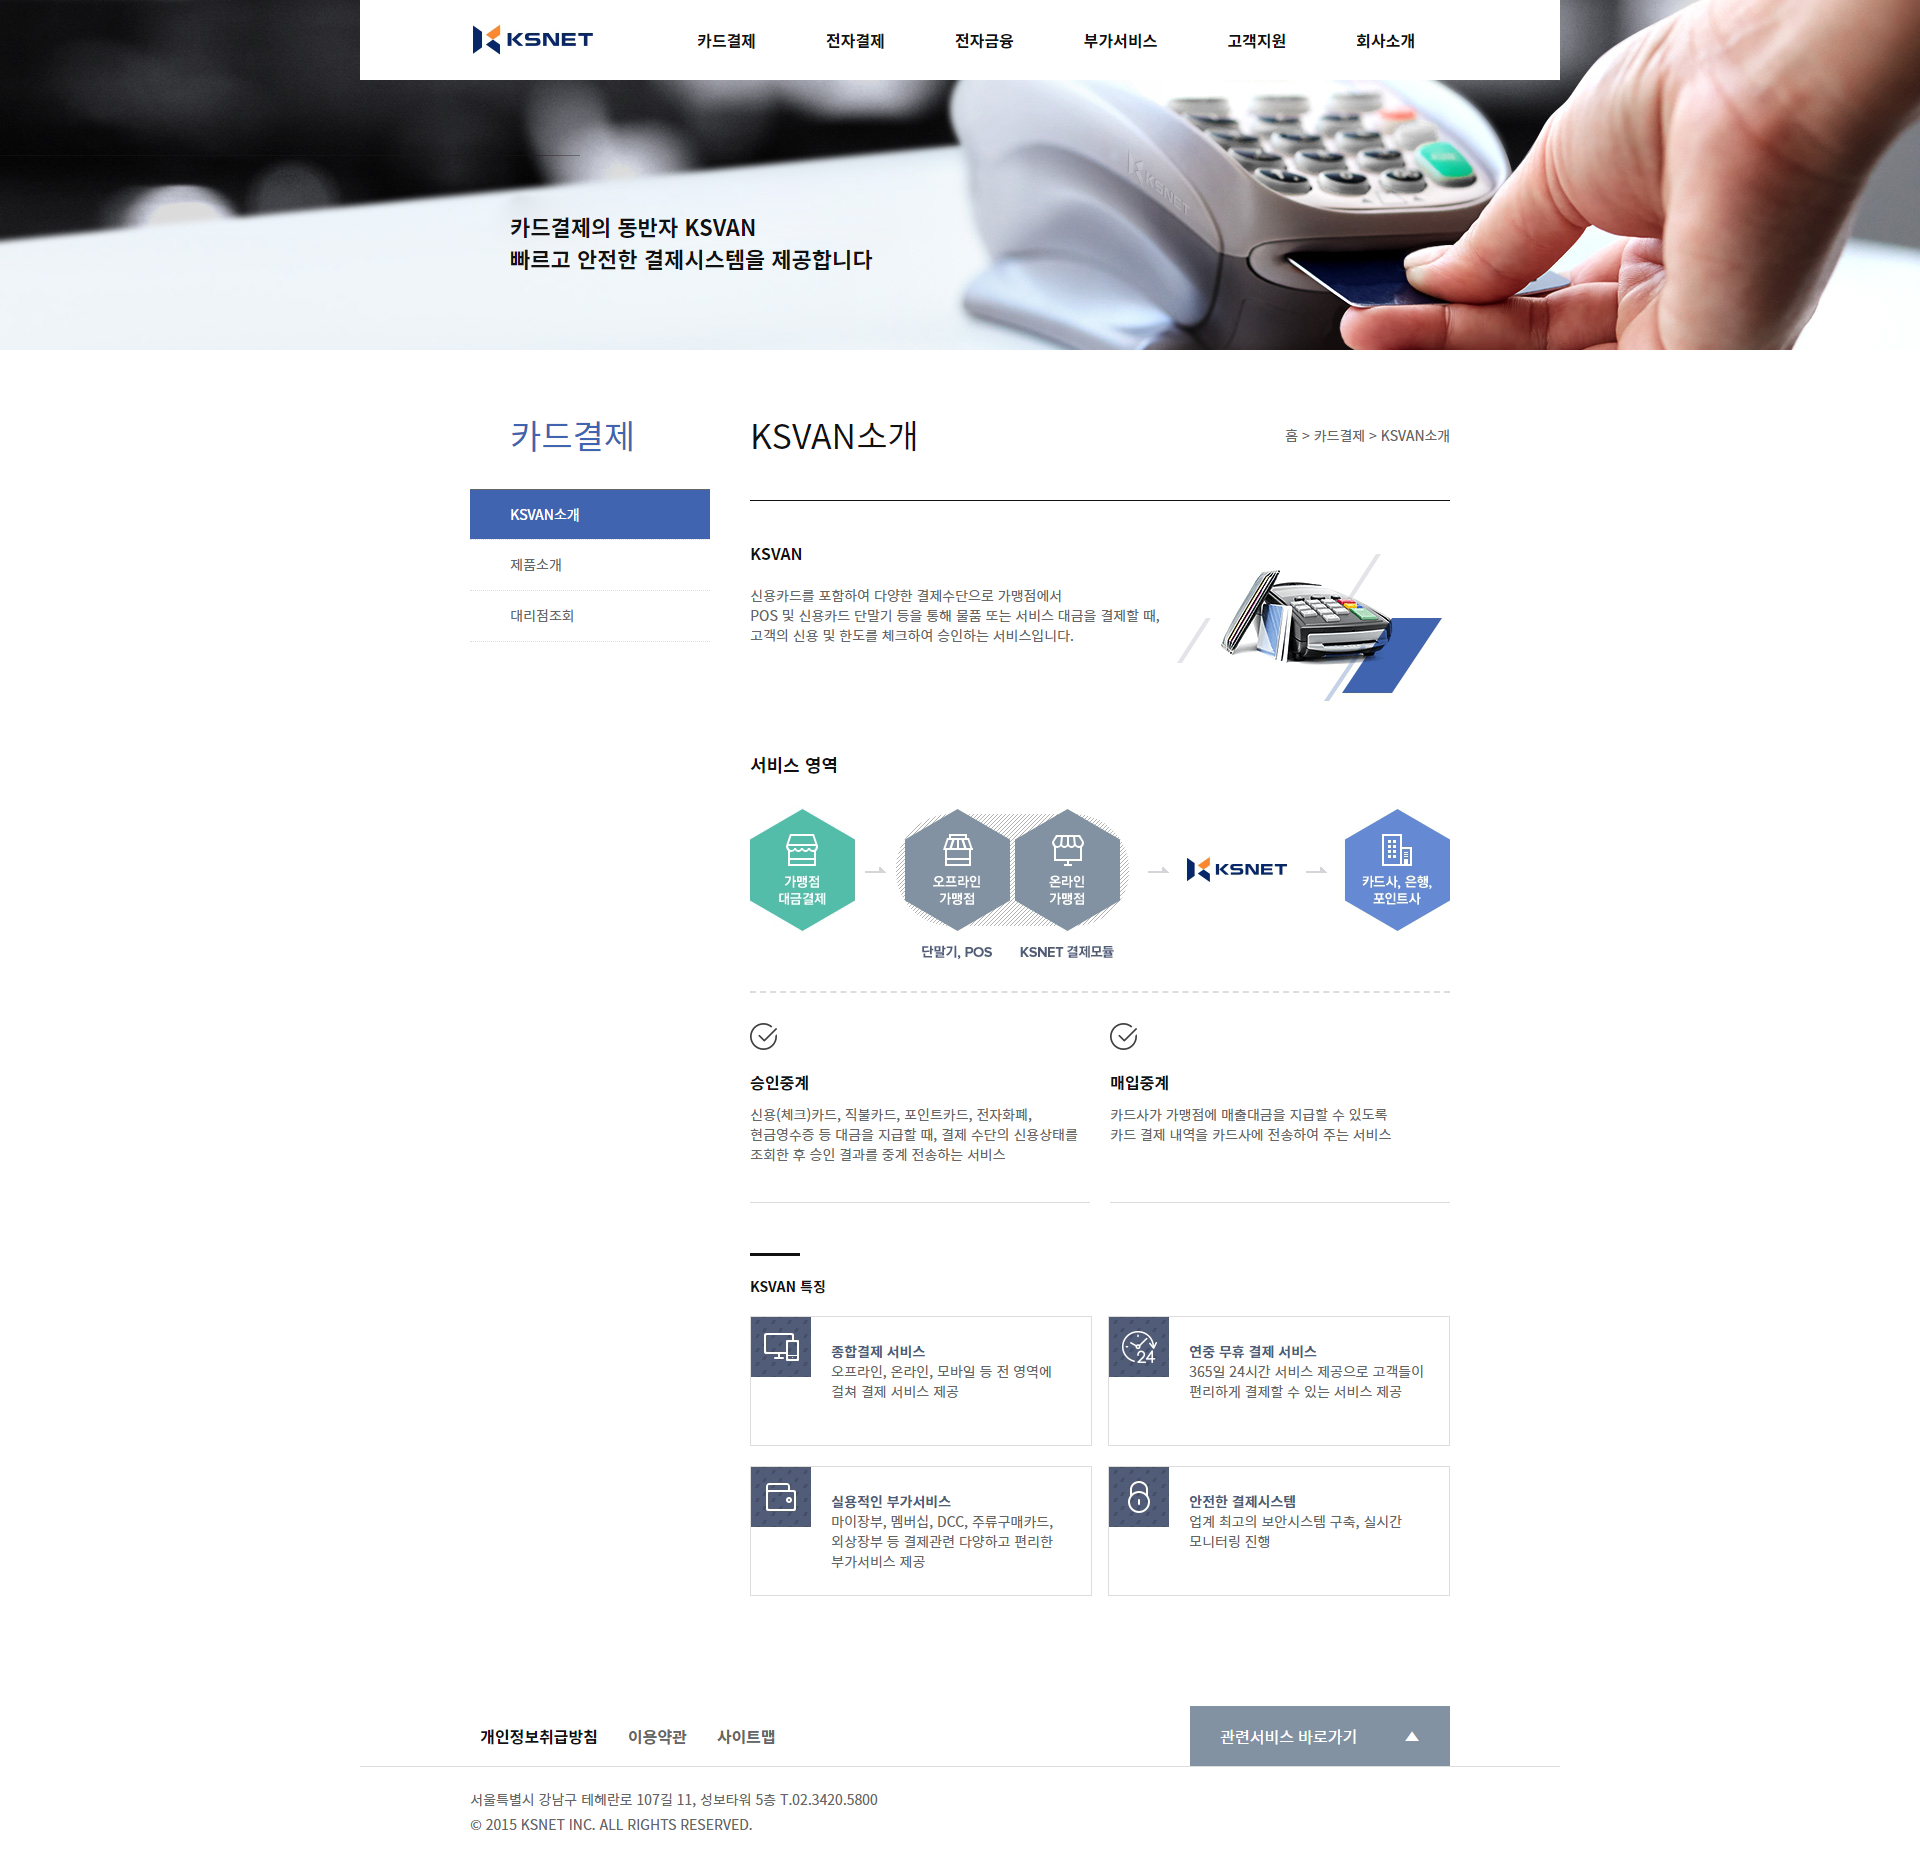 KSNET
카드결제
전자결제
전자금융
부가서비스
고객지원
회사소개
KSNET
카드결제의 동반자 KSVAN
빠르고 안전한 결제시스템을 제공합니다
카드결제
KSVAN소개
제품소개
대리점조회
KSVAN소개
홈 > 카드결제 > KSVAN소개
KSVAN
신용카드를 포함하여 다양한 결제수단으로 가맹점에서
POS 및 신용카드 단말기 등을 통해 물품 또는 서비스 대금을 결제할 때,
고객의 신용 및 한도를 체크하여 승인하는 서비스입니다.
서비스 영역
가맹점
대금결제
오프라인
가맹점
온라인
가맹점
KSNET
카드사, 은행,
포인트사
단말기, POS
KSNET 결제모듈
승인중계
신용(체크)카드, 직불카드, 포인트카드, 전자화폐,
현금영수증 등 대금을 지급할 때, 결제 수단의 신용상태를
조회한 후 승인 결과를 중계 전송하는 서비스
매입중계
카드사가 가맹점에 매출대금을 지급할 수 있도록
카드 결제 내역을 카드사에 전송하여 주는 서비스
KSVAN 특징
종합결제 서비스
오프라인, 온라인, 모바일 등 전 영역에
걸쳐 결제 서비스 제공
24
연중 무휴 결제 서비스
365일 24시간 서비스 제공으로 고객들이
편리하게 결제할 수 있는 서비스 제공
실용적인 부가서비스
마이장부, 멤버십, DCC, 주류구매카드,
외상장부 등 결제관련 다양하고 편리한
부가서비스 제공
안전한 결제시스템
업계 최고의 보안시스템 구축, 실시간
모니터링 진행
개인정보취급방침
이용약관
사이트맵
관련서비스 바로가기
서울특별시 강남구 테헤란로 107길 11, 성보타워 5층 T.02.3420.5800
© 2015 KSNET INC. ALL RIGHTS RESERVED.